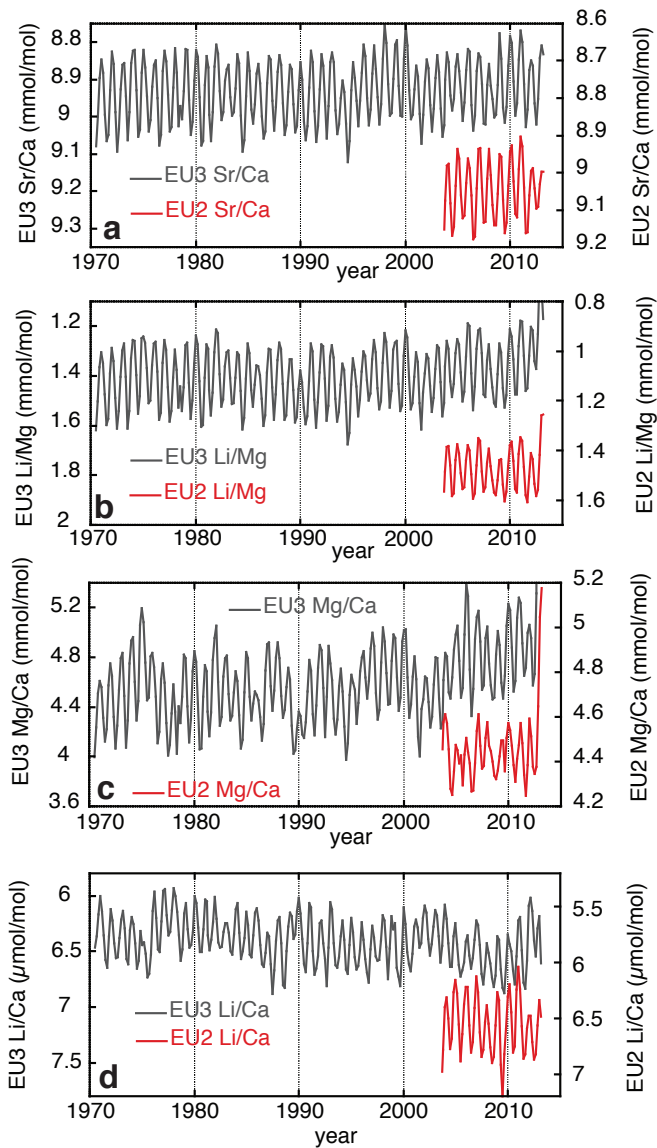 8.6
8.8
8.7
8.9
8.8
9
8.9
9.1
9
9.2
9.1
9.3
9.2
EU3 Sr/Ca (mmol/mol)
EU2 Sr/Ca (mmol/mol)
EU3 Sr/Ca
EU2 Sr/Ca
a
1970 1980 1990 2000 2010
year
0.8
1.2
1
1.4
1.2
1.6
1.4
1.8
1.6
2
EU3 Li/Mg (mmol/mol)
EU2 Li/Mg (mmol/mol)
EU3 Li/Mg
EU2 Li/Mg
b
1970 1980 1990 2000 2010
year
5.2
5.2
5
4.8
4.8
4.4
4.6
4
4.4
3.6
4.2
EU3 Mg/Ca (mmol/mol)
EU2 Mg/Ca (mmol/mol)
EU3 Mg/Ca
EU2 Mg/Ca
c
1970 1980 1990 2000 2010
year
6
5.5
6.5
6
7
6.5
7.5
7
EU3 Li/Ca (µmol/mol)
EU2 Li/Ca (µmol/mol)
EU3 Li/Ca
EU2 Li/Ca
d
1970 1980 1990 2000 2010
year